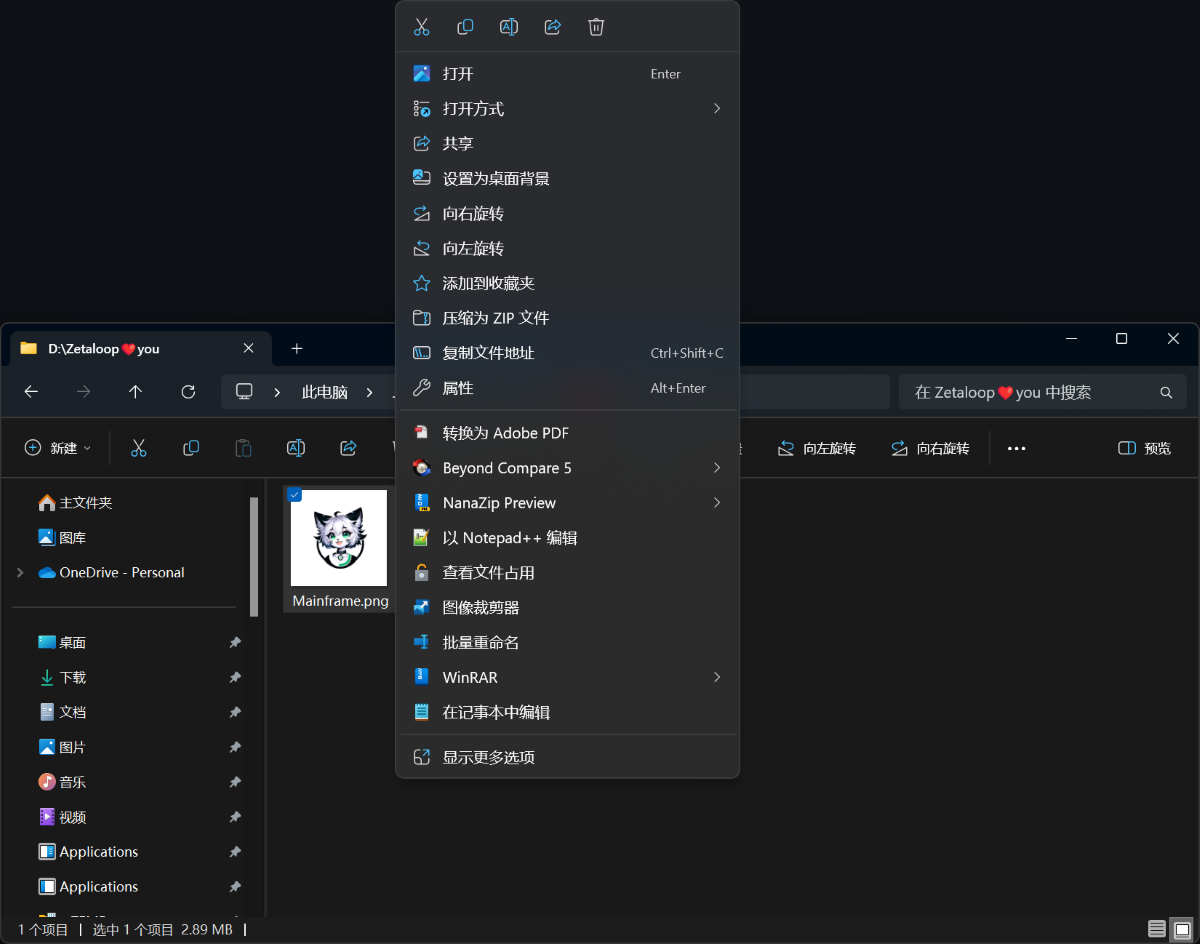 打开 Enter
打开方式
共享
设置为桌面背景
向右旋转
向左旋转
添加到收藏夹
压缩为 ZIP 文件
复制文件地址 Ctrl+Shift+C
属性 Alt+Enter
转换为 Adobe PDF
Beyond Compare 5
NanaZip Preview
以 Notepad++ 编辑
查看文件占用
图像裁剪器
批量重命名
WinRAR
在记事本中编辑
显示更多选项
D:\Zetaloop❤️you
此电脑
在 Zetaloop❤️you 中搜索
新建
向左旋转
向右旋转
预览
主文件夹
图库
OneDrive - Personal
桌面
下载
文档
图片
音乐
视频
Applications
Applications
Mainframe.png
1 个项目
选中 1 个项目 2.89 MB